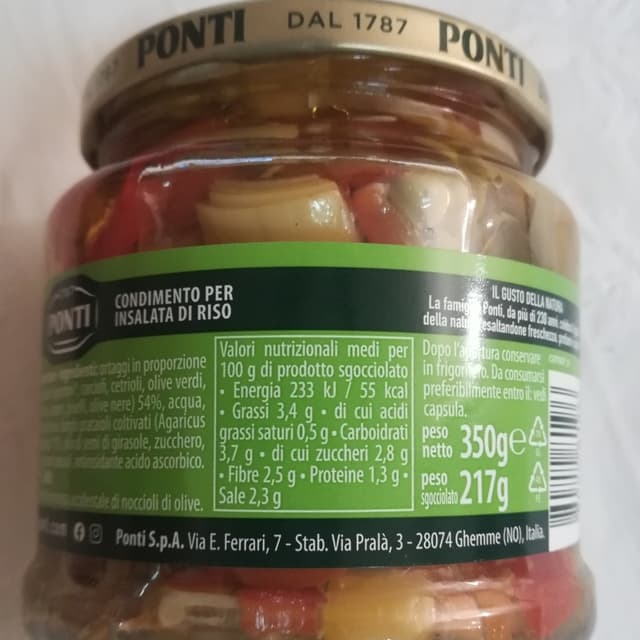 PONTI DAL 1787 PONTI
PONTI
CONDIMENTO PER
INSALATA DI RISO
ortaggi in proporzione
cetrioli, olive verdi,
olive nere) 54%, acqua,
coltivati (Agaricus
semi di girasole, zucchero,
antiossidante acido ascorbico.
accidentale di noccioli di olive.
Valori nutrizionali medi per
100 g di prodotto sgocciolato
• Energia 233 kJ / 55 kcal
• Grassi 3,4 g • di cui acidi
grassi saturi 0,5 g • Carboidrati
3,7 g • di cui zuccheri 2,8 g
• Fibre 2,5 g • Proteine 1,3 g •
Sale 2,3 g
IL GUSTO DELLA NATURA
La famiglia Ponti, da più di 230 anni,
della freschezza,
Dopo l'apertura conservare
in frigorifero. Da consumarsi
preferibilmente entro il: vedi
capsula.
peso
netto 350g e
peso
sgocciolato 217g
Ponti S.p.A. Via E. Ferrari, 7 - Stab. Via Pralà, 3 - 28074 Ghemme (NO), Italia.